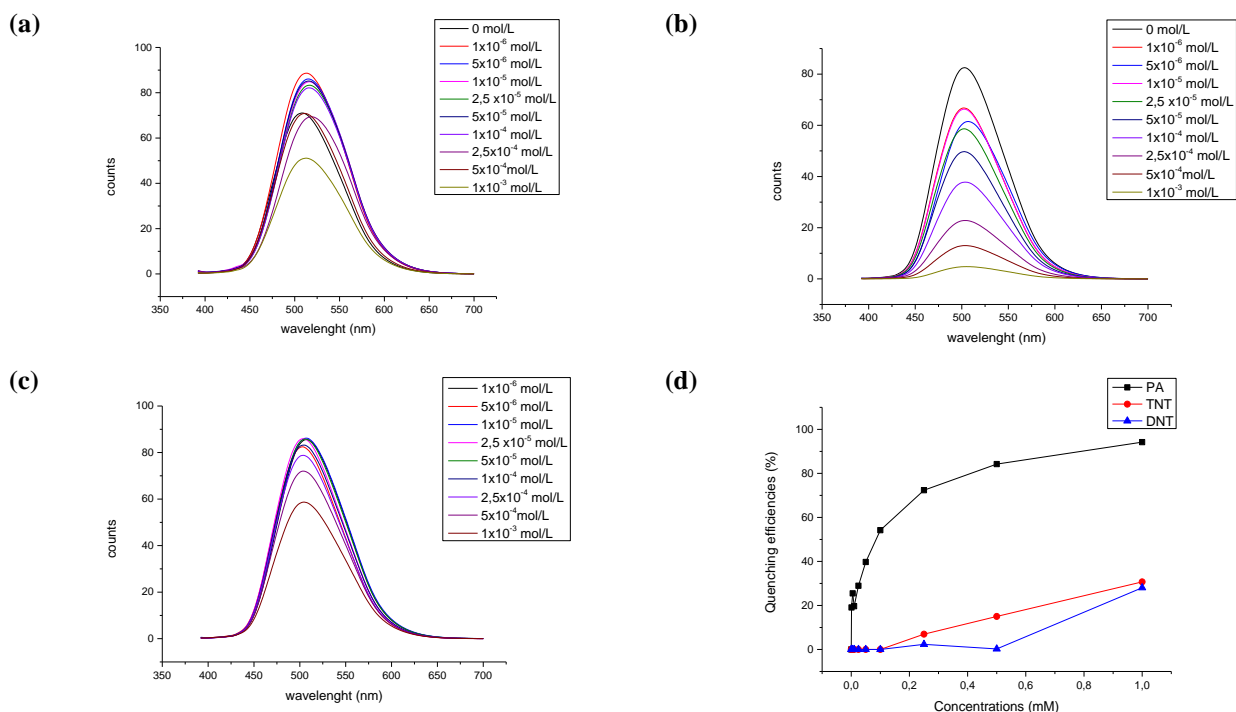 (a)
0 mol/L
1x10⁻⁶ mol/L
5x10⁻⁶ mol/L
1x10⁻⁵ mol/L
2,5 x10⁻⁵ mol/L
5x10⁻⁵ mol/L
1x10⁻⁴ mol/L
2,5x10⁻⁴ mol/L
5x10⁻⁴ mol/L
1x10⁻³ mol/L
100
80
60
40
20
0
counts
350 400 450 500 550 600 650 700
wavelenght (nm)
(b)
0 mol/L
1x10⁻⁶ mol/L
5x10⁻⁶ mol/L
1x10⁻⁵ mol/L
2,5 x10⁻⁵ mol/L
5x10⁻⁵ mol/L
1x10⁻⁴ mol/L
2,5x10⁻⁴ mol/L
5x10⁻⁴ mol/L
1x10⁻³ mol/L
80
60
40
20
0
counts
350 400 450 500 550 600 650 700
wavelenght (nm)
(c)
1x10⁻⁶ mol/L
5x10⁻⁶ mol/L
1x10⁻⁵ mol/L
2,5 x10⁻⁵ mol/L
5x10⁻⁵ mol/L
1x10⁻⁴ mol/L
2,5x10⁻⁴ mol/L
5x10⁻⁴mol/L
1x10⁻³ mol/L
100
80
60
40
20
0
counts
350 400 450 500 550 600 650 700
wavelenght (nm)
(d)
PA
TNT
DNT
100
80
60
40
20
0
Quenching efficiencies (%)
0,0 0,2 0,4 0,6 0,8 1,0
Concentrations (mM)